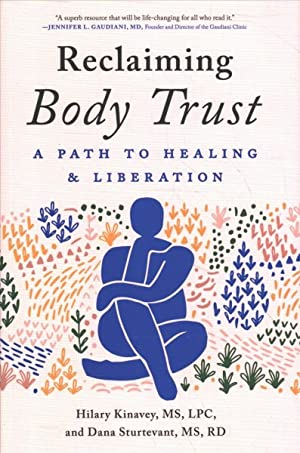 "A superb resource that will be life-changing for all who read it."
—JENNIFER L. GAUDIANI, MD, Founder and Director of the Gaudiani Clinic
Reclaiming
Body Trust
A PATH TO HEALING
& LIBERATION
Hilary Kinavey, MS, LPC,
and Dana Sturtevant, MS, RD